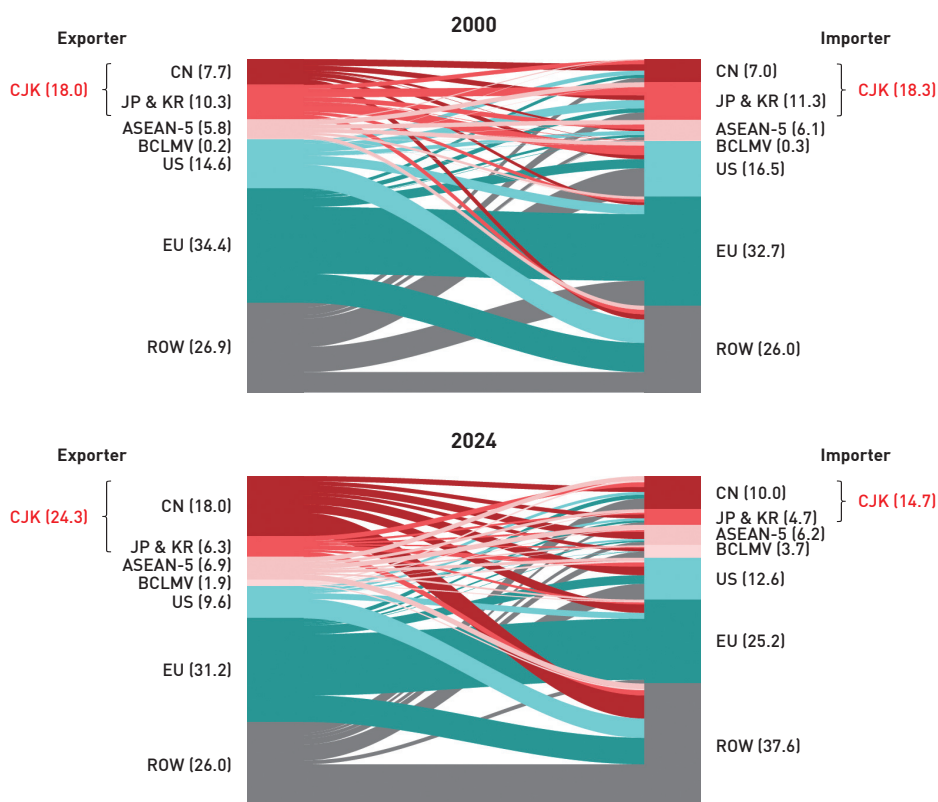 2000
Exporter
Importer
CN (7.7)
CN (7.0)
CJK (18.0)
CJK (18.3)
JP & KR (10.3)
JP & KR (11.3)
ASEAN-5 (5.8)
ASEAN-5 (6.1)
BCLMV (0.2)
BCLMV (0.3)
US (14.6)
US (16.5)
EU (34.4)
EU (32.7)
ROW (26.9)
ROW (26.0)
2024
Exporter
Importer
CN (18.0)
CN (10.0)
CJK (24.3)
CJK (14.7)
JP & KR (6.3)
JP & KR (4.7)
ASEAN-5 (6.9)
ASEAN-5 (6.2)
BCLMV (1.9)
BCLMV (3.7)
US (9.6)
US (12.6)
EU (31.2)
EU (25.2)
ROW (26.0)
ROW (37.6)